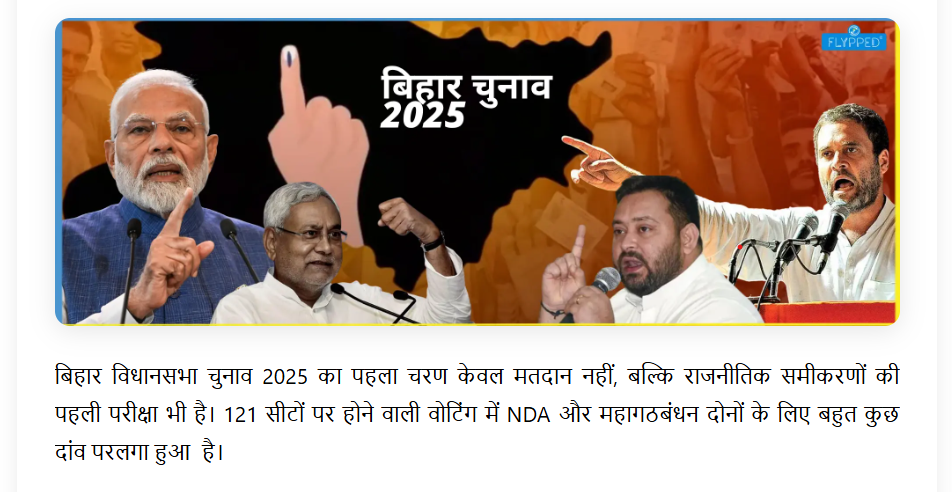 FLYPPED
बिहार चुनाव
2025
बिहार विधानसभा चुनाव 2025 का पहला चरण केवल मतदान नहीं, बल्कि राजनीतिक समीकरणों की
पहली परीक्षा भी है। 121 सीटों पर होने वाली वोटिंग में NDA और महागठबंधन दोनों के लिए बहुत कुछ
दांव परलगा हुआ है।